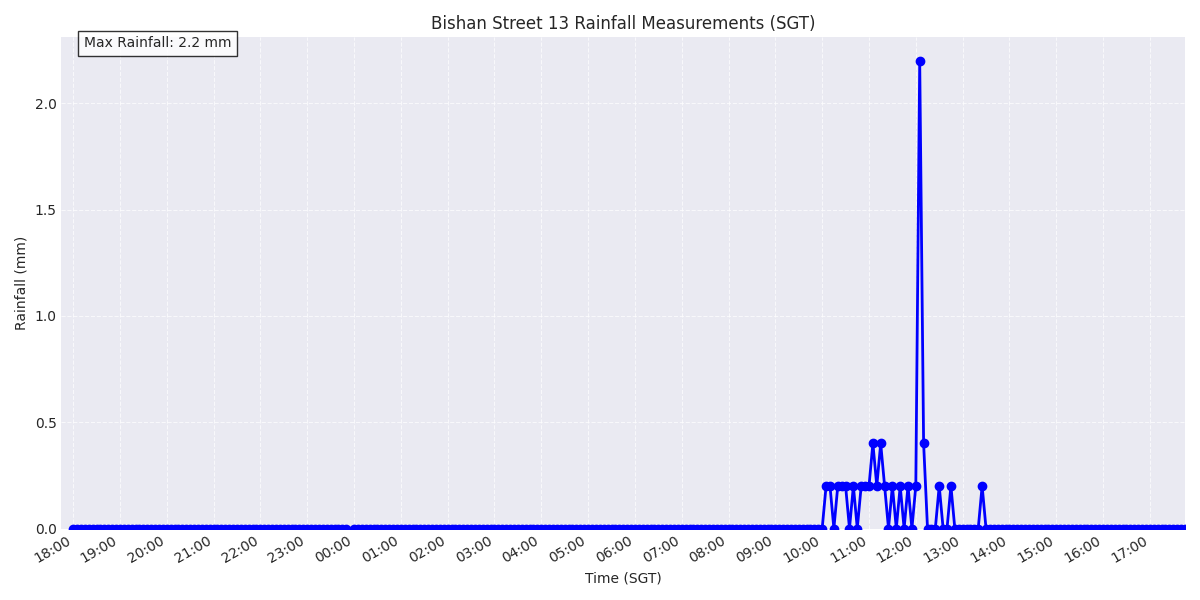 Bishan Street 13 Rainfall Measurements (SGT)
Max Rainfall: 2.2 mm
Rainfall (mm)
2.0
1.5
1.0
0.5
0.0
18:00 19:00 20:00 21:00 22:00 23:00 00:00 01:00 02:00 03:00 04:00 05:00 06:00 07:00 08:00 09:00 10:00 11:00 12:00 13:00 14:00 15:00 16:00 17:00
Time (SGT)